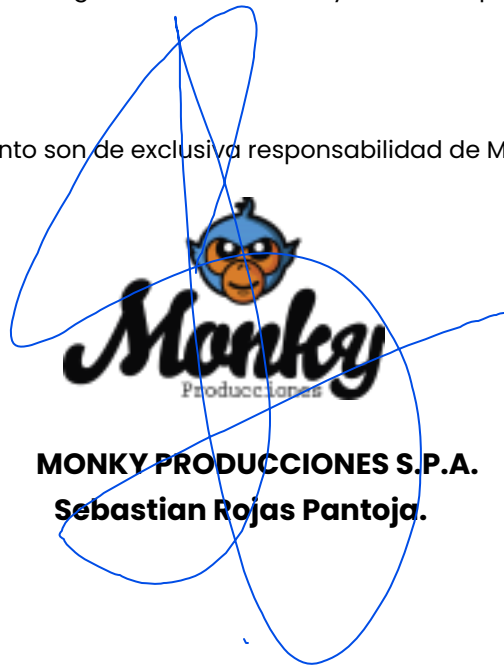 nto son de exclusiva responsabilidad de M
Monky
Producciones
MONKY PRODUCCIONES S.P.A.
Sebastian Rojas Pantoja.